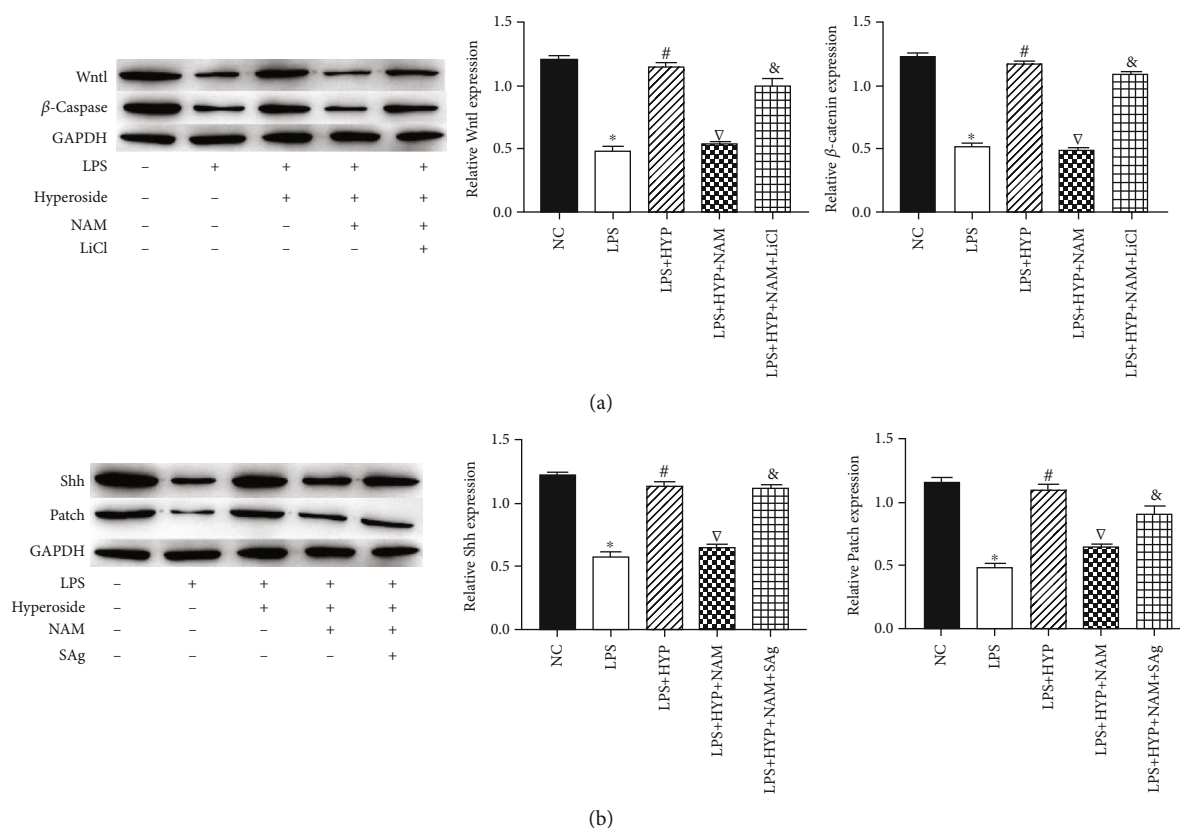 Wntl
β-Caspase
GAPDH
LPS – + + + +
Hyperoside – – + + +
NAM – – – + +
LiCl – – – – +
Relative Wntl expression
1.5
1.0
0.5
0.0
*
#
∇
&
NC
LPS
LPS+HYP
LPS+HYP+NAM
LPS+HYP+NAM+LiCl
Relative β-catenin expression
1.5
1.0
0.5
0.0
*
#
∇
&
NC
LPS
LPS+HYP
LPS+HYP+NAM
LPS+HYP+NAM+LiCl
(a)
Shh
Patch
GAPDH
LPS – + + + +
Hyperoside – – + + +
NAM – – – + +
SAg – – – – +
Relative Shh expression
1.5
1.0
0.5
0.0
*
#
∇
&
NC
LPS
LPS+HYP
LPS+HYP+NAM
LPS+HYP+NAM+SAg
Relative Patch expression
1.5
1.0
0.5
0.0
*
#
∇
&
NC
LPS
LPS+HYP
LPS+HYP+NAM
LPS+HYP+NAM+SAg
(b)